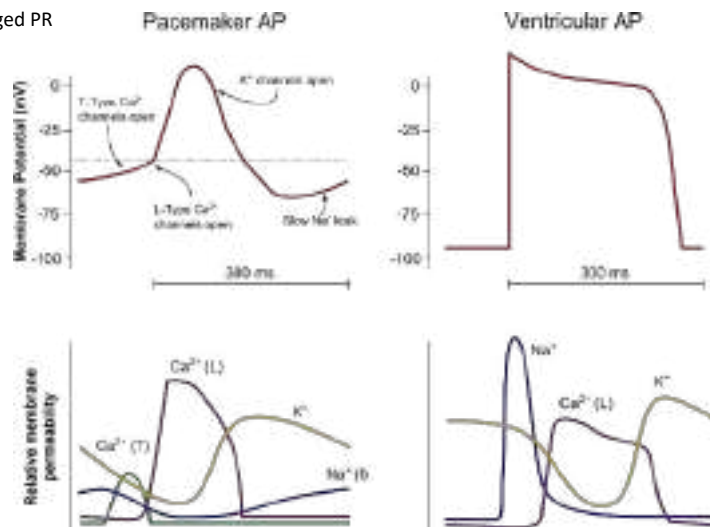 ged PR
Pacemaker AP
Ventricular AP
Membrane Potential (mV)
0
-25
-50
-75
-100
T-Type Ca²⁺
channels open
K⁺ channels open
L-Type Ca²⁺
channels open
Slow Na⁺ leak
300 ms
0
-25
-50
-75
-100
300 ms
Relative membrane
permeability
Ca²⁺ (T)
Ca²⁺ (L)
K⁺
Na⁺ (f)
Na⁺
Ca²⁺ (L)
K⁺